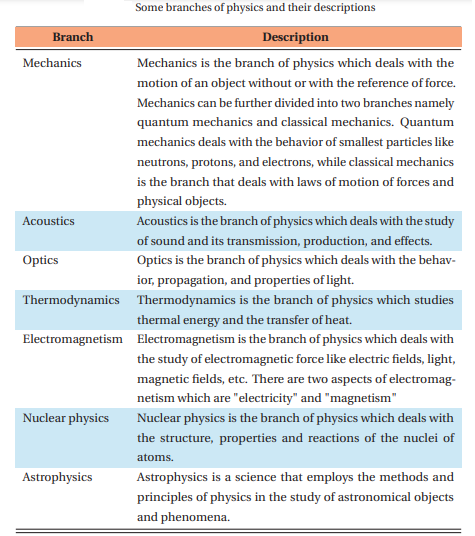 Some branches of physics and their descriptions
Branch Description
Mechanics Mechanics is the branch of physics which deals with the
motion of an object without or with the reference of force.
Mechanics can be further divided into two branches namely
quantum mechanics and classical mechanics. Quantum
mechanics deals with the behavior of smallest particles like
neutrons, protons, and electrons, while classical mechanics
is the branch that deals with laws of motion of forces and
physical objects.
Acoustics Acoustics is the branch of physics which deals with the study
of sound and its transmission, production, and effects.
Optics Optics is the branch of physics which deals with the behav-
ior, propagation, and properties of light.
Thermodynamics Thermodynamics is the branch of physics which studies
thermal energy and the transfer of heat.
Electromagnetism Electromagnetism is the branch of physics which deals with
the study of electromagnetic force like electric fields, light,
magnetic fields, etc. There are two aspects of electromag-
netism which are "electricity" and "magnetism"
Nuclear physics Nuclear physics is the branch of physics which deals with
the structure, properties and reactions of the nuclei of
atoms.
Astrophysics Astrophysics is a science that employs the methods and
principles of physics in the study of astronomical objects
and phenomena.